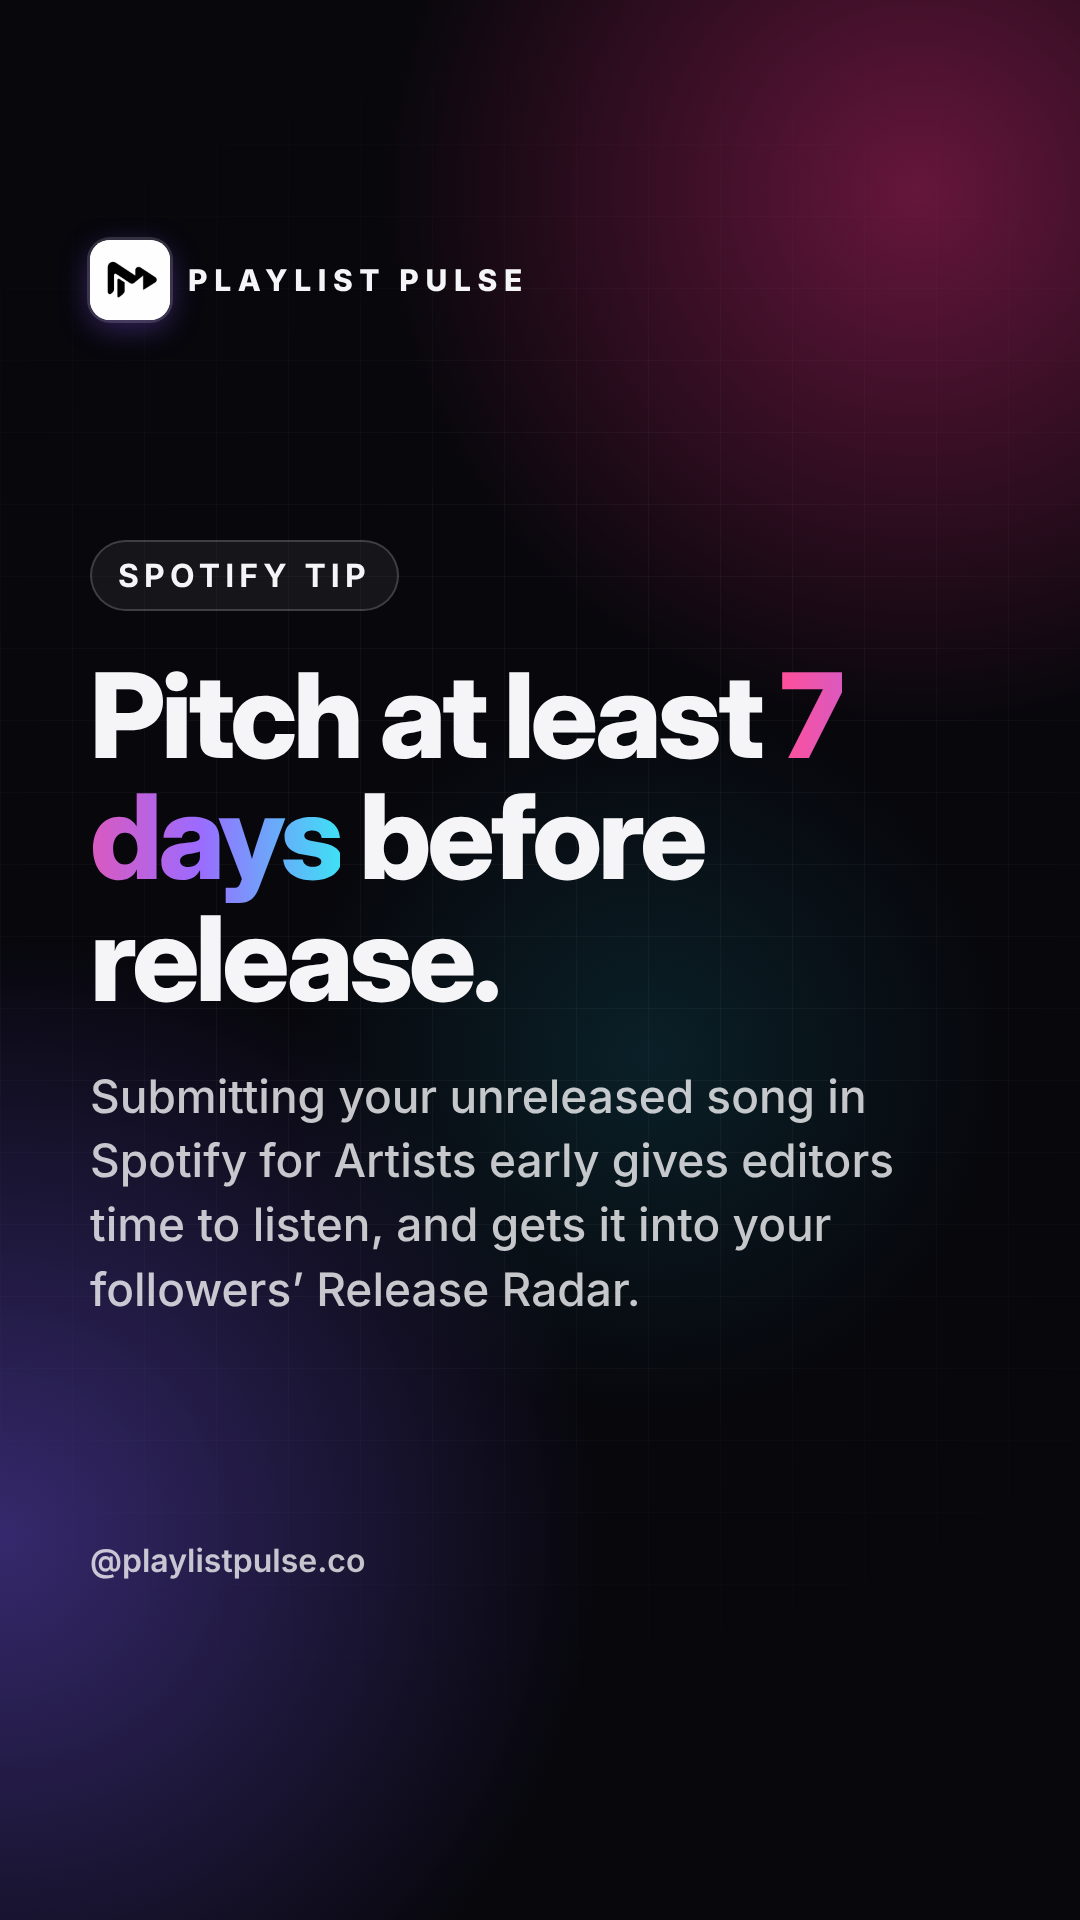 PLAYLIST PULSE
SPOTIFY TIP
Pitch at least 7
days before
release.
Submitting your unreleased song in
Spotify for Artists early gives editors
time to listen, and gets it into your
followers’ Release Radar.
@playlistpulse.co